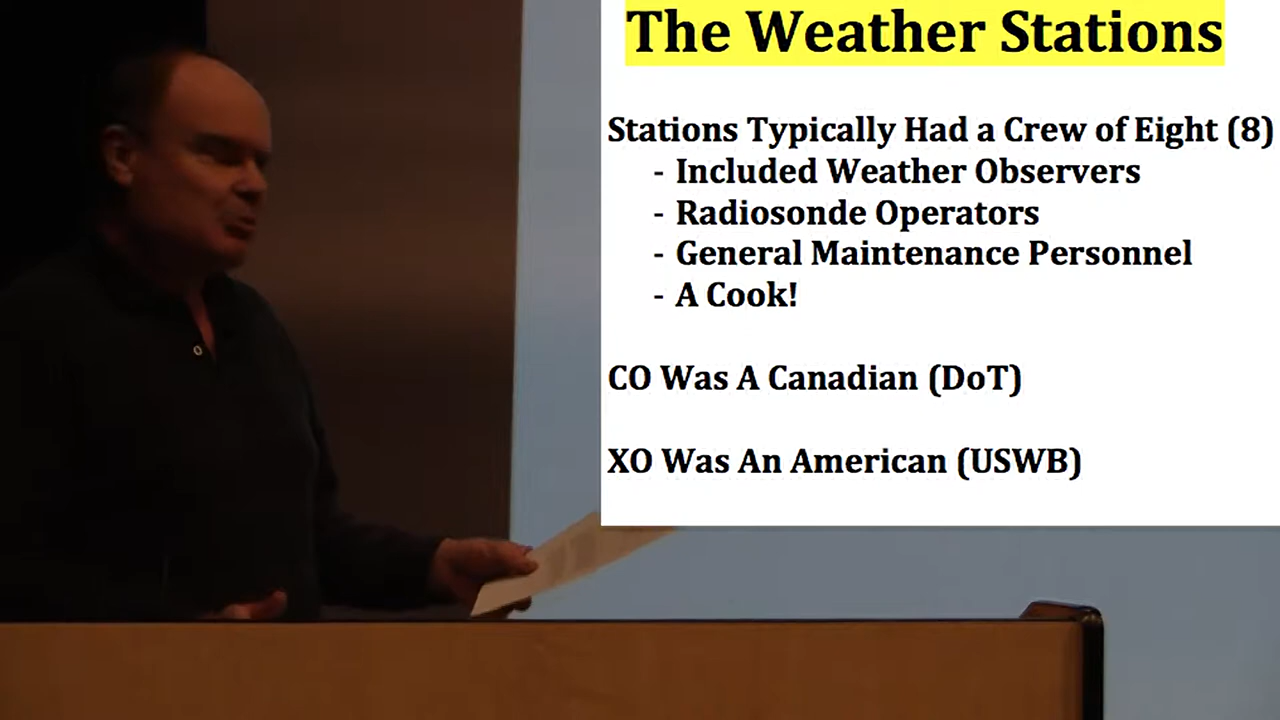 The Weather Stations
Stations Typically Had a Crew of Eight (8)
- Included Weather Observers
- Radiosonde Operators
- General Maintenance Personnel
- A Cook!
CO Was A Canadian (DoT)
XO Was An American (USWB)